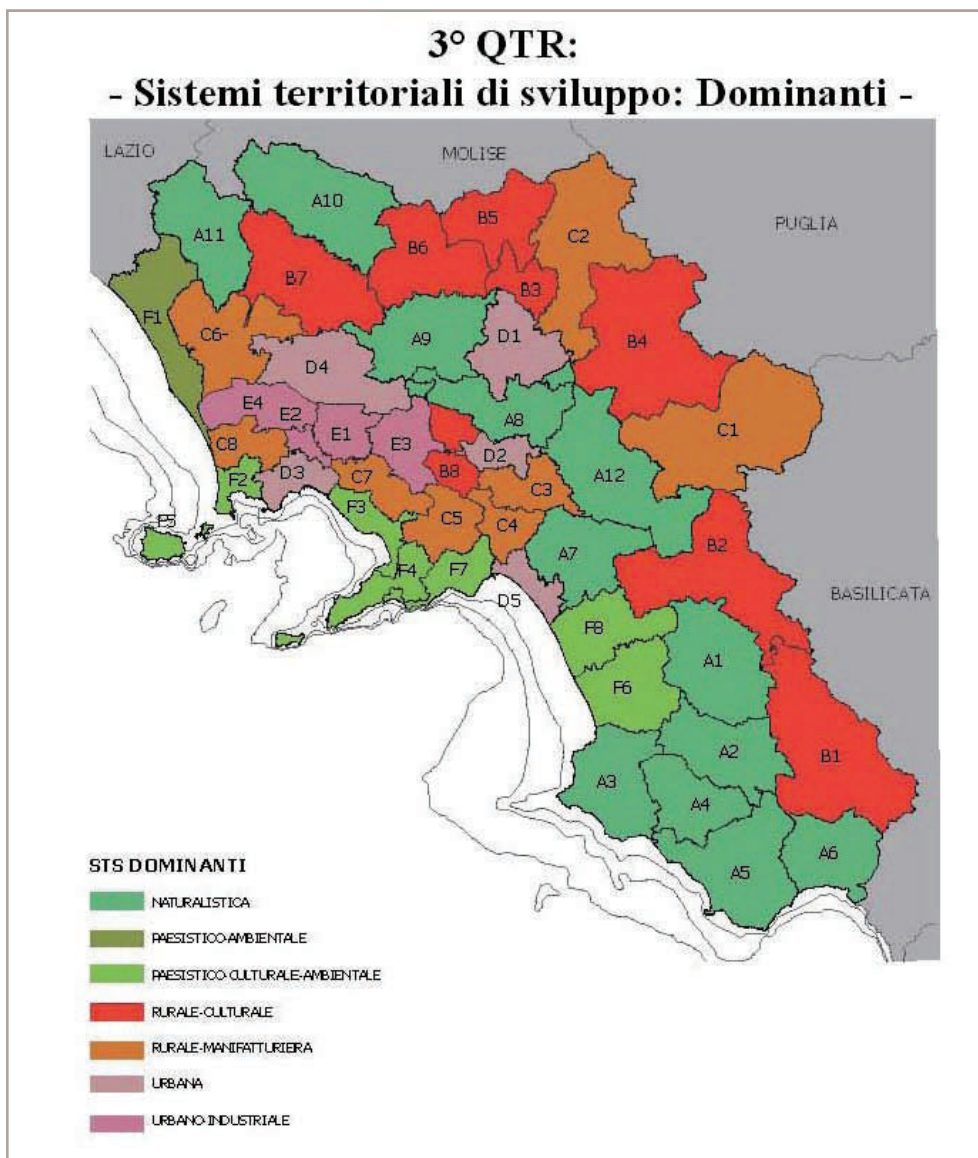 3° QTR:
- Sistemi territoriali di sviluppo: Dominanti -
LAZIO
MOLISE
PUGLIA
BASILICATA
A10
A11
B5
C2
B6
B7
B3
F1
C6-
A9
D1
B4
D4
E4
E2
A8
C1
E1
E3
C8
D2
B8
A12
F2
D3
C7
C3
F3
C5
C4
F5
B2
A7
F4
F7
D5
F8
A1
F6
A2
B1
A3
A4
A5
A6
STS DOMINANTI
NATURALISTICA
PAESISTICO-AMBIENTALE
PAESISTICO-CULTURALE-AMBIENTALE
RURALE-CULTURALE
RURALE-MANIFATTURIERA
URBANA
URBANO-INDUSTRIALE